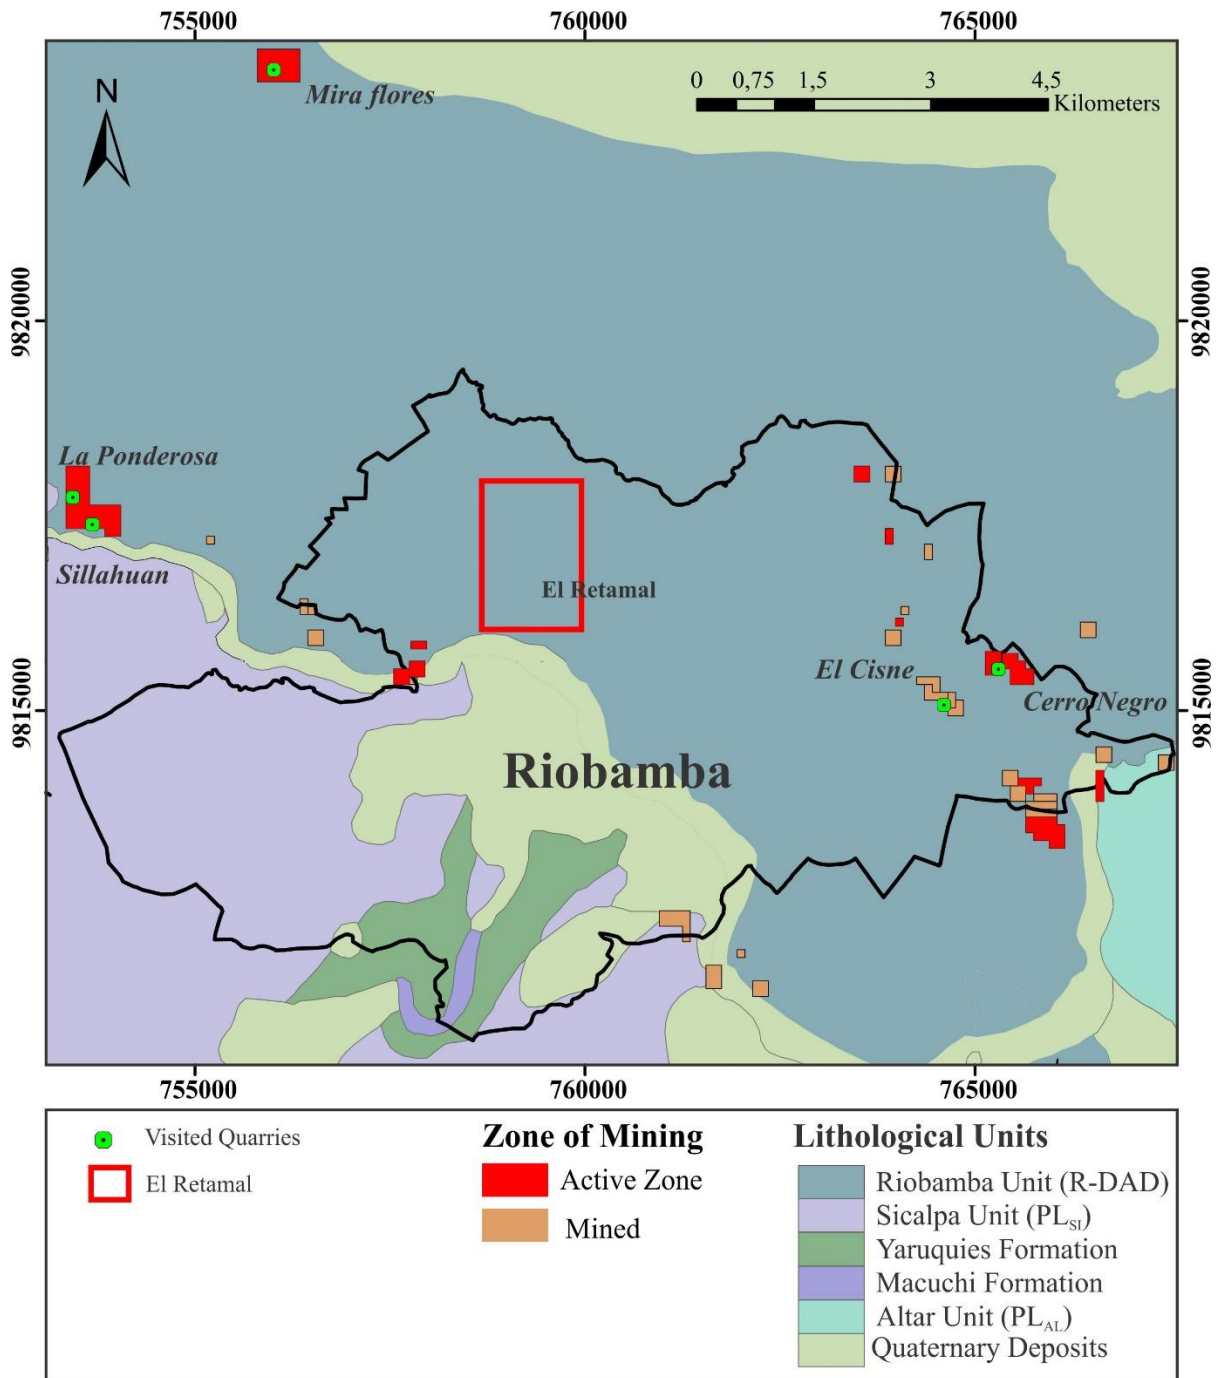 755000 760000 765000
Mira flores
0 0,75 1,5 3 4,5
Kilometers
N
9820000 9820000
La Ponderosa
Sillahuan
El Retamal
El Cisne
Cerro Negro
9815000 9815000
Riobamba
755000 760000 765000
Visited Quarries
El Retamal
Zone of Mining
Active Zone
Mined
Lithological Units
Riobamba Unit (R-DAD)
Sicalpa Unit (PLSI)
Yaruquies Formation
Macuchi Formation
Altar Unit (PLAL)
Quaternary Deposits